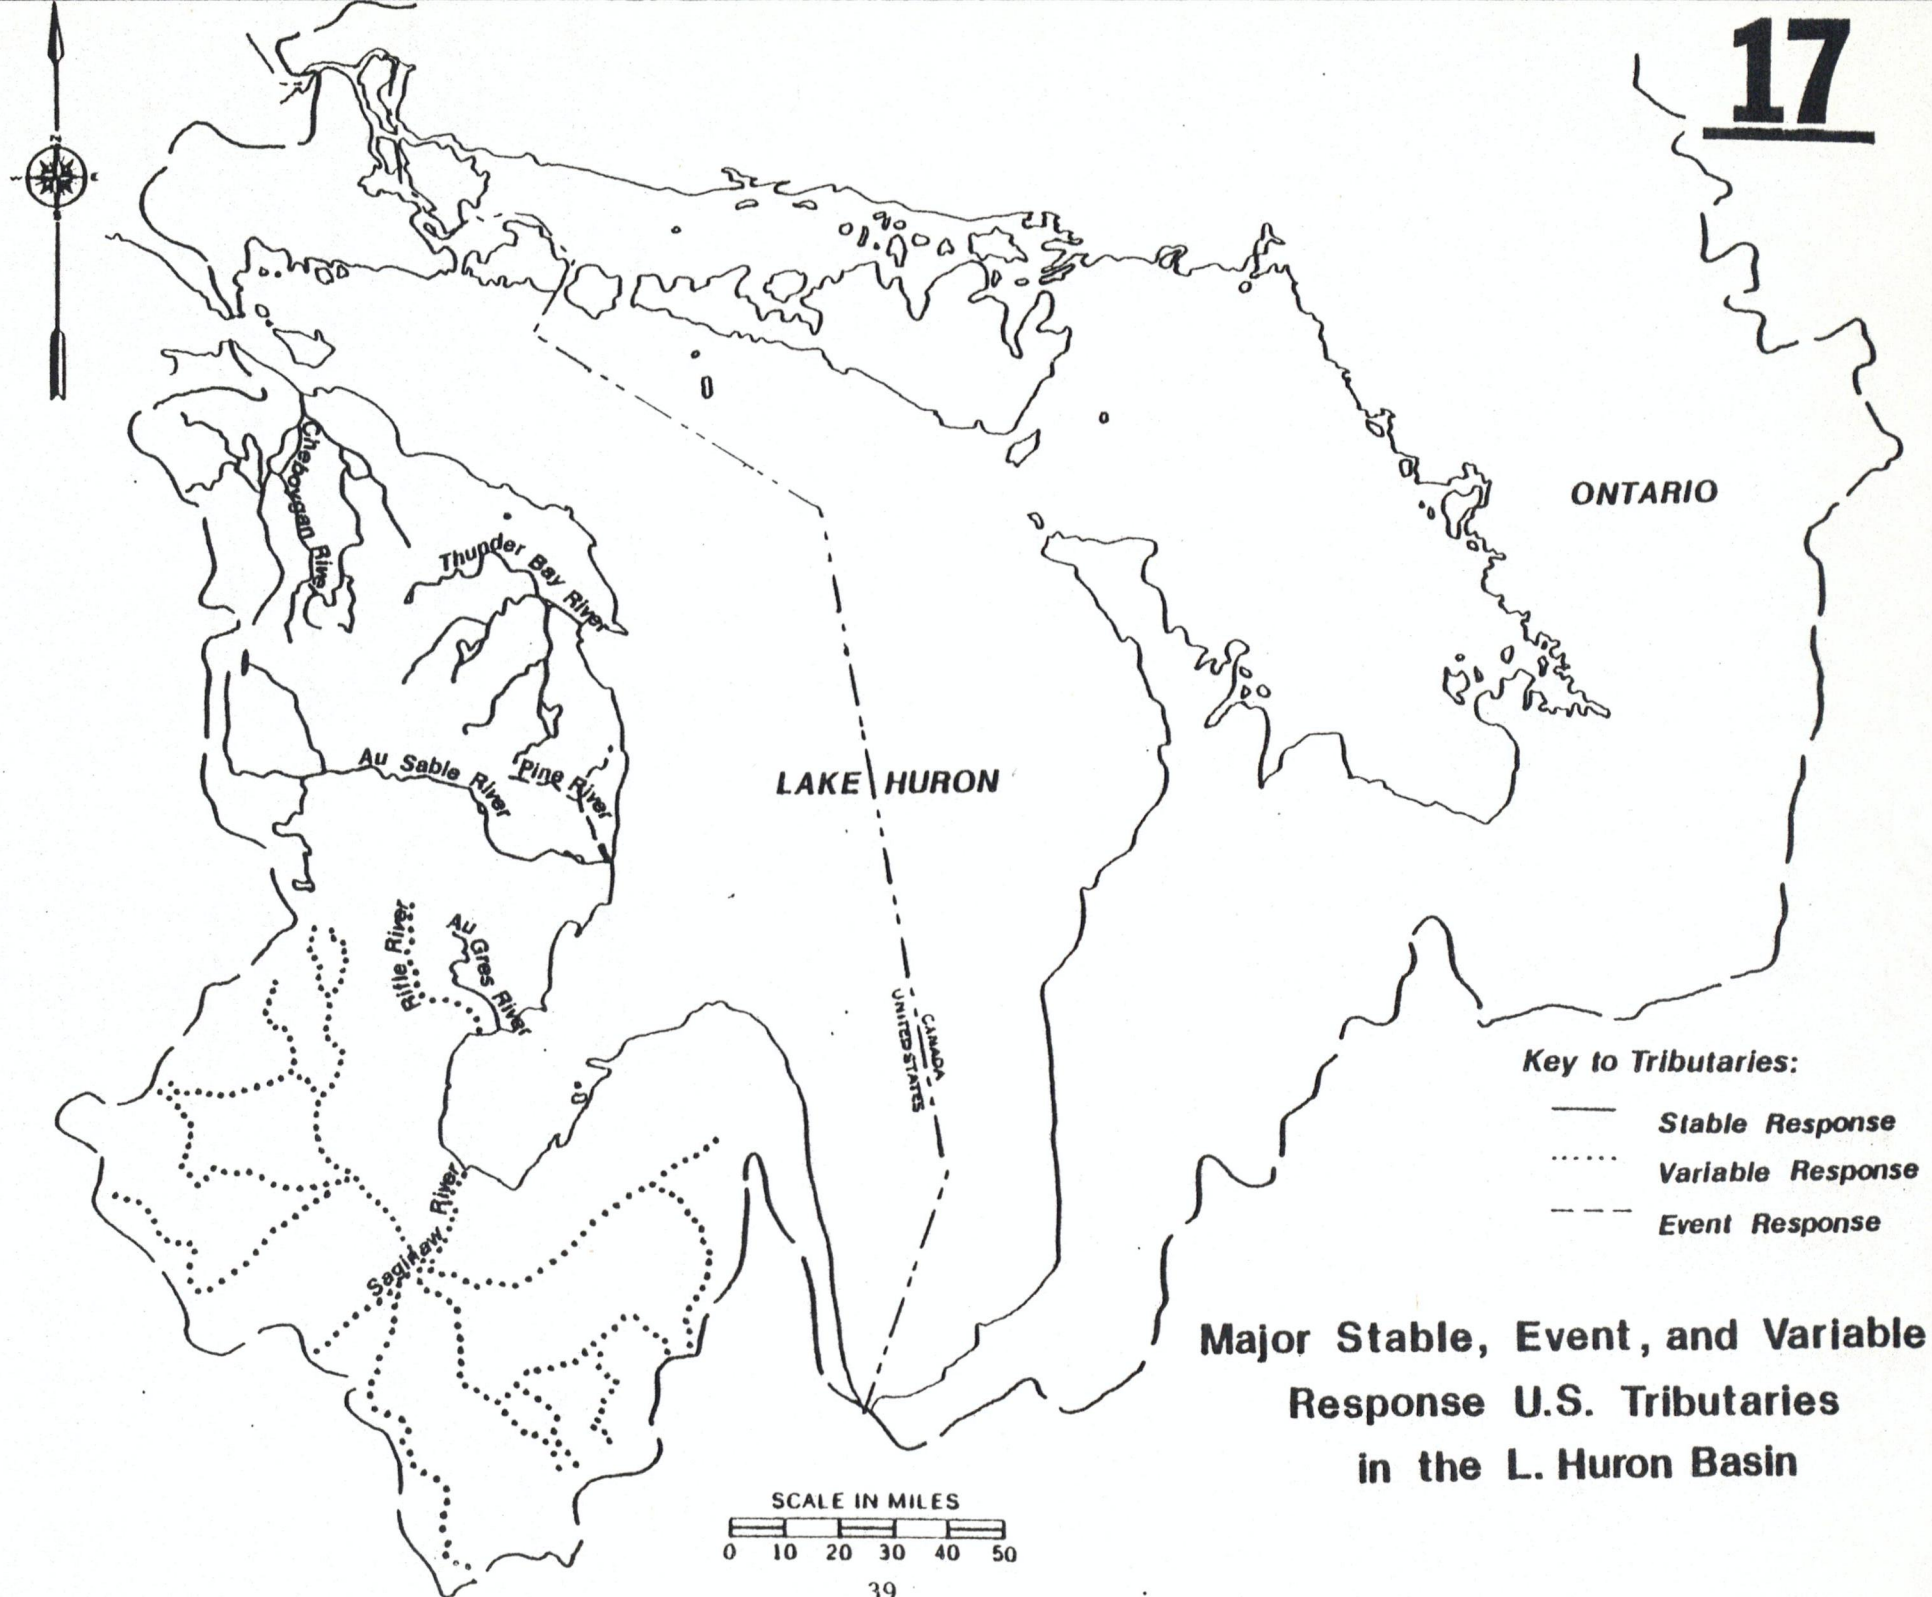 17
N
Cheboygan River
Thunder Bay River
ONTARIO
Au Sable River
Pine River
LAKE HURON
Rifle River
Au Gres River
CANADA
UNITED STATES
Key to Tributaries:
Stable Response
Variable Response
Event Response
Saginaw River
Major Stable, Event, and Variable
Response U.S. Tributaries
in the L. Huron Basin
SCALE IN MILES
0 10 20 30 40 50
39